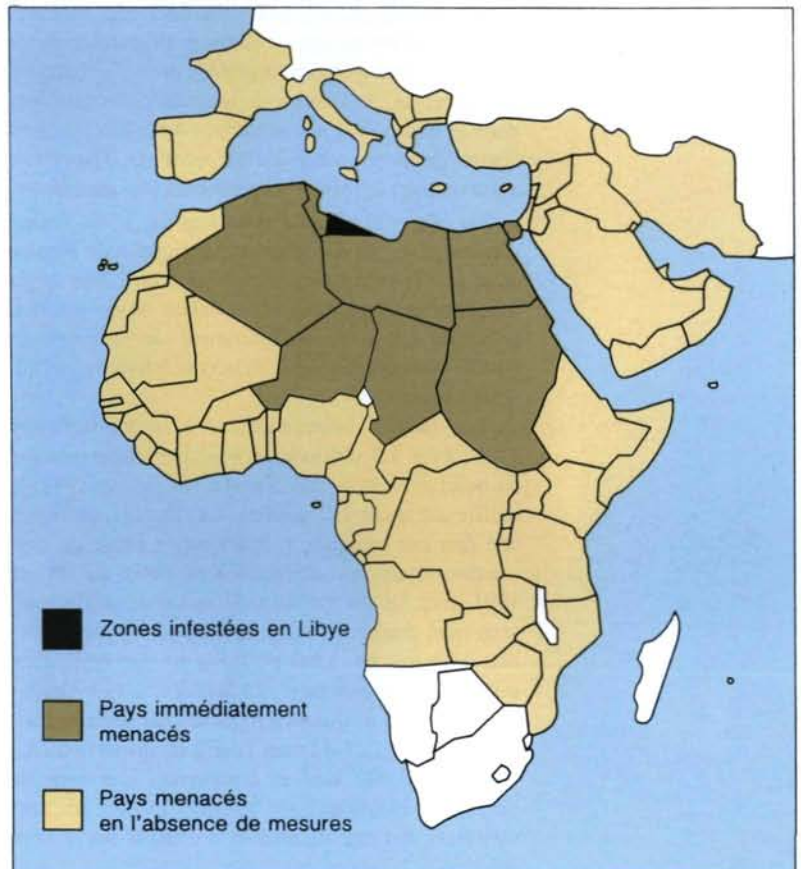 Zones infestées en Libye
Pays immédiatement
menacés
Pays menacés
en l'absence de mesures